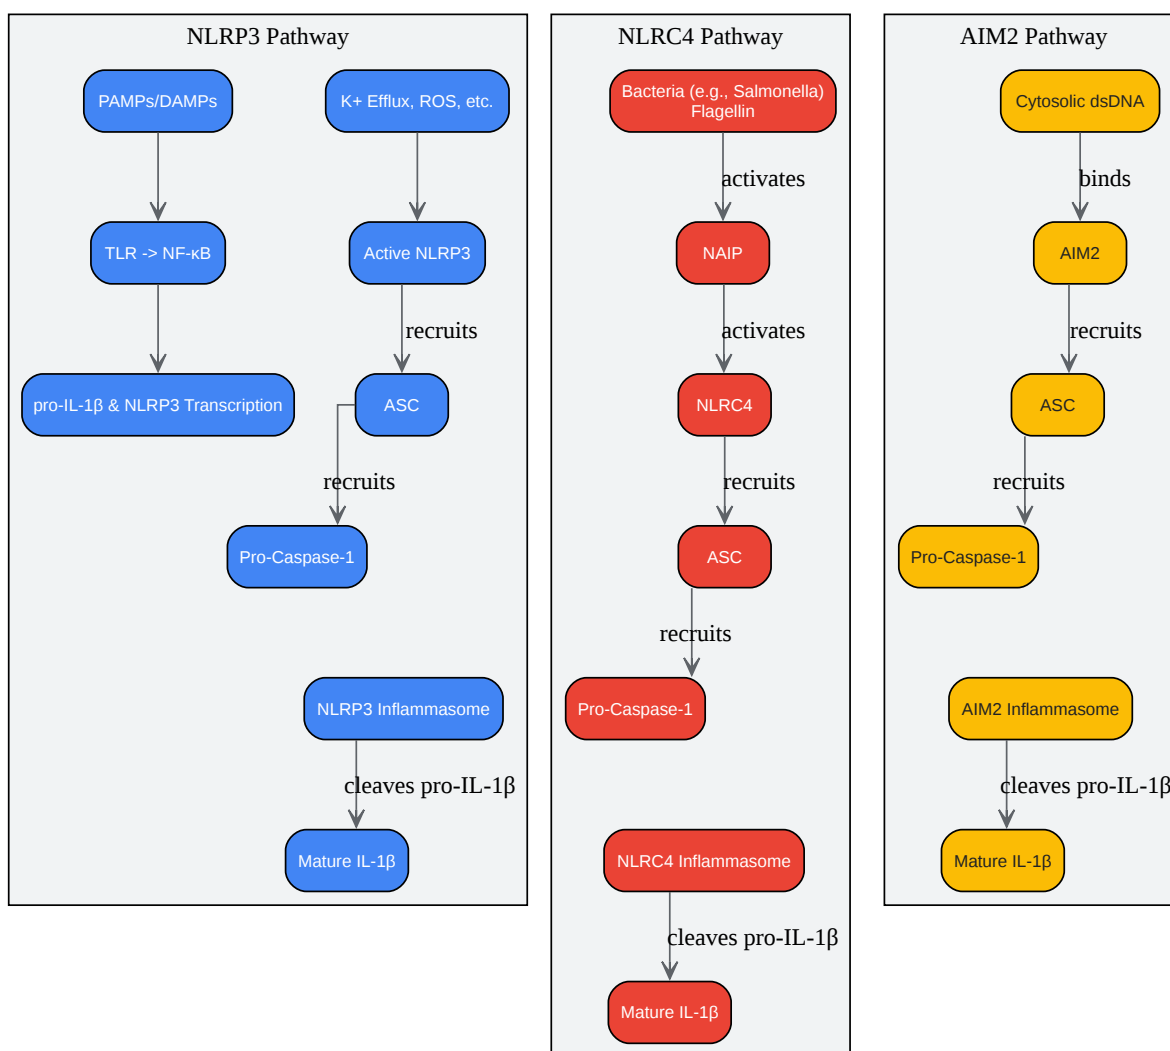 NLRP3 Pathway
PAMPs/DAMPs
K+ Efflux, ROS, etc.
TLR -> NF-κB
Active NLRP3
recruits
pro-IL-1β & NLRP3 Transcription
ASC
recruits
Pro-Caspase-1
NLRP3 Inflammasome
cleaves pro-IL-1β
Mature IL-1β
NLRC4 Pathway
Bacteria (e.g., Salmonella)
Flagellin
activates
NAIP
activates
NLRC4
recruits
ASC
recruits
Pro-Caspase-1
NLRC4 Inflammasome
cleaves pro-IL-1β
Mature IL-1β
AIM2 Pathway
Cytosolic dsDNA
binds
AIM2
recruits
ASC
recruits
Pro-Caspase-1
AIM2 Inflammasome
cleaves pro-IL-1β
Mature IL-1β